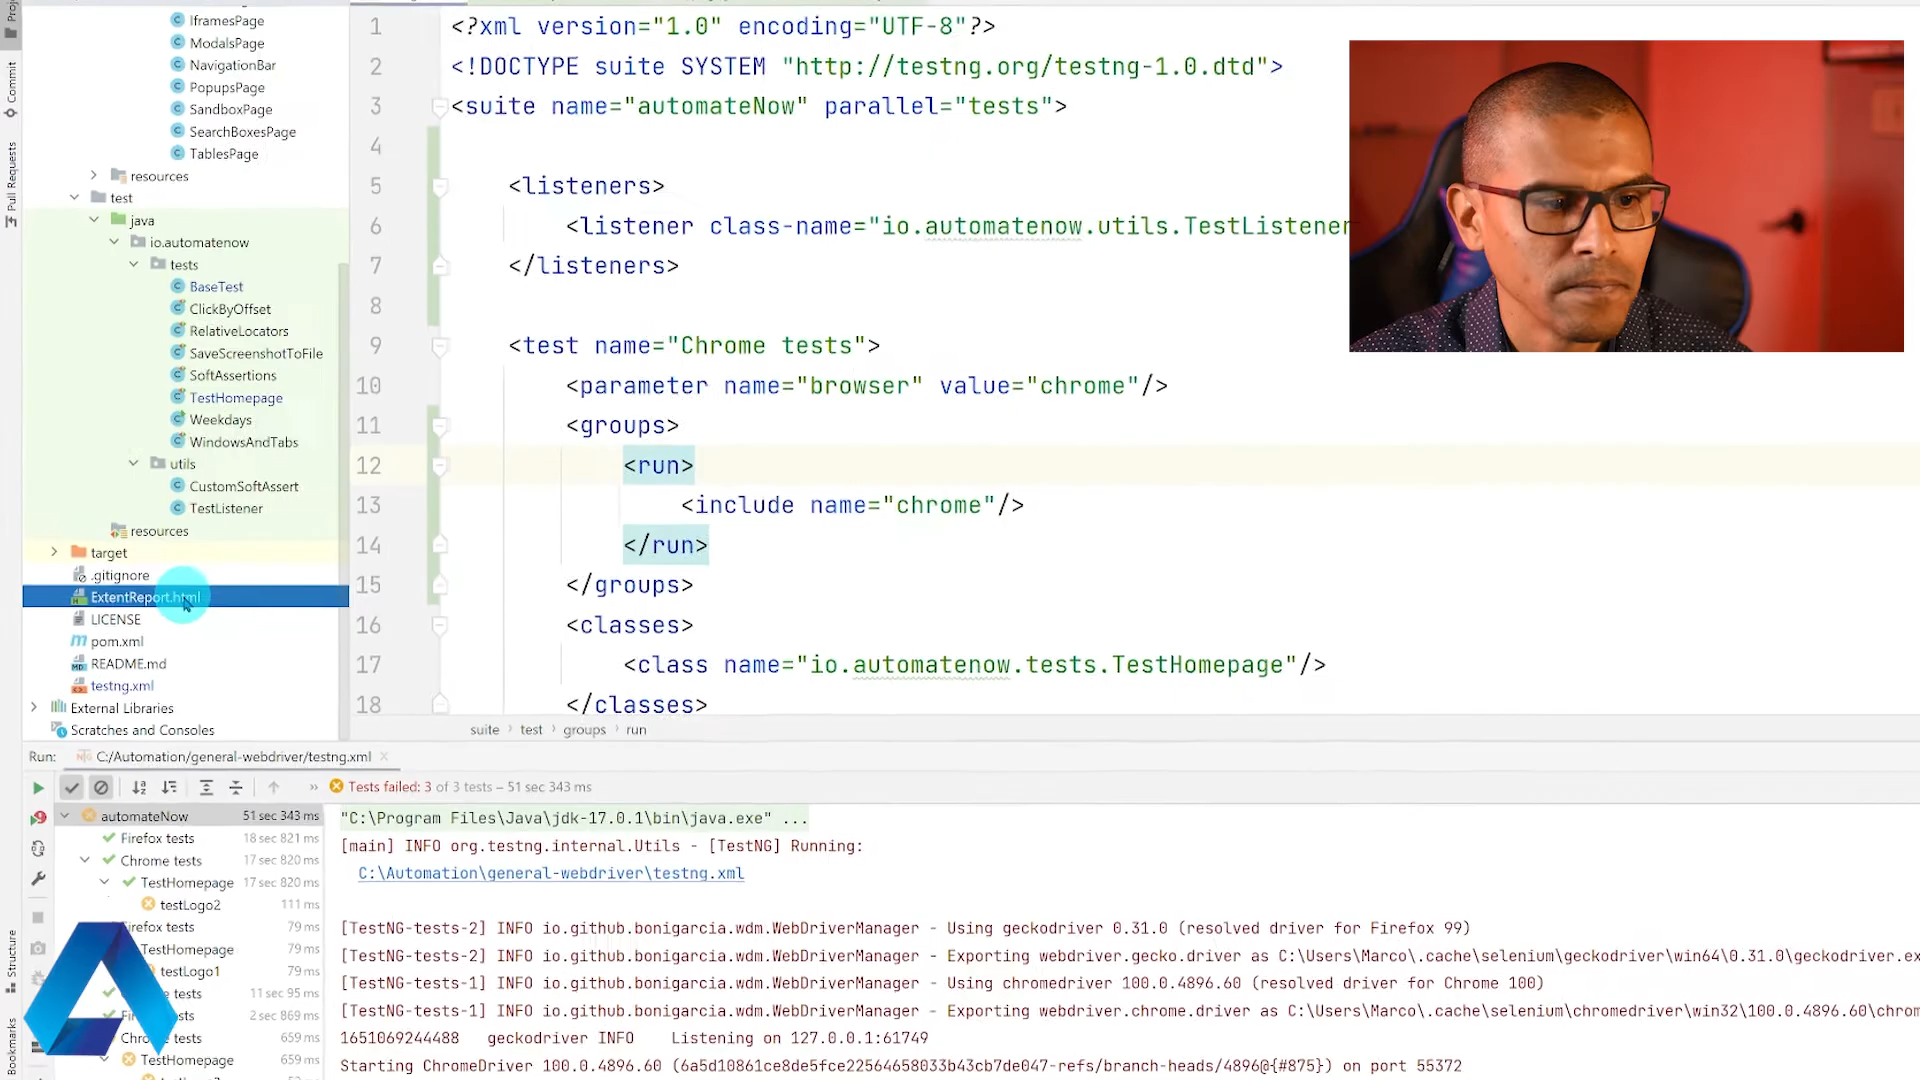 Commit
Pull Requests
Structure
Bookmarks
IframesPage
ModalsPage
NavigationBar
PopupsPage
SandboxPage
SearchBoxesPage
TablesPage
resources
test
java
io.automatenow
tests
BaseTest
ClickByOffset
RelativeLocators
SaveScreenshotToFile
SoftAssertions
TestHomepage
Weekdays
WindowsAndTabs
utils
CustomSoftAssert
TestListener
resources
target
.gitignore
ExtentReport.html
LICENSE
pom.xml
README.md
testng.xml
External Libraries
Scratches and Consoles
1 <?xml version="1.0" encoding="UTF-8"?>
2 <!DOCTYPE suite SYSTEM "http://testng.org/testng-1.0.dtd">
3 <suite name="automateNow" parallel="tests">
4
5 <listeners>
6 <listener class-name="io.automatenow.utils.TestListener
7 </listeners>
8
9 <test name="Chrome tests">
10 <parameter name="browser" value="chrome"/>
11 <groups>
12 <run>
13 <include name="chrome"/>
14 </run>
15 </groups>
16 <classes>
17 <class name="io.automatenow.tests.TestHomepage"/>
18 </classes>
suite › test › groups › run
Run: C:/Automation/general-webdriver/testng.xml
Tests failed: 3 of 3 tests – 51 sec 343 ms
automateNow 51 sec 343 ms
Firefox tests 18 sec 821 ms
Chrome tests 17 sec 820 ms
TestHomepage 17 sec 820 ms
testLogo2 111 ms
irefox tests 79 ms
TestHomepage 79 ms
testLogo1 79 ms
tests 11 sec 95 ms
Fir tests 2 sec 869 ms
Chro tests 659 ms
TestHomepage 659 ms
"C:\Program Files\Java\jdk-17.0.1\bin\java.exe" ...
[main] INFO org.testng.internal.Utils - [TestNG] Running:
C:\Automation\general-webdriver\testng.xml
[TestNG-tests-2] INFO io.github.bonigarcia.wdm.WebDriverManager - Using geckodriver 0.31.0 (resolved driver for Firefox 99)
[TestNG-tests-2] INFO io.github.bonigarcia.wdm.WebDriverManager - Exporting webdriver.gecko.driver as C:\Users\Marco\.cache\selenium\geckodriver\win64\0.31.0\geckodriver.ex
[TestNG-tests-1] INFO io.github.bonigarcia.wdm.WebDriverManager - Using chromedriver 100.0.4896.60 (resolved driver for Chrome 100)
[TestNG-tests-1] INFO io.github.bonigarcia.wdm.WebDriverManager - Exporting webdriver.chrome.driver as C:\Users\Marco\.cache\selenium\chromedriver\win32\100.0.4896.60\chrom
1651069244488 geckodriver INFO Listening on 127.0.0.1:61749
Starting ChromeDriver 100.0.4896.60 (6a5d10861ce8de5fce22564658033b43cb7de047-refs/branch-heads/4896@{#875}) on port 55372